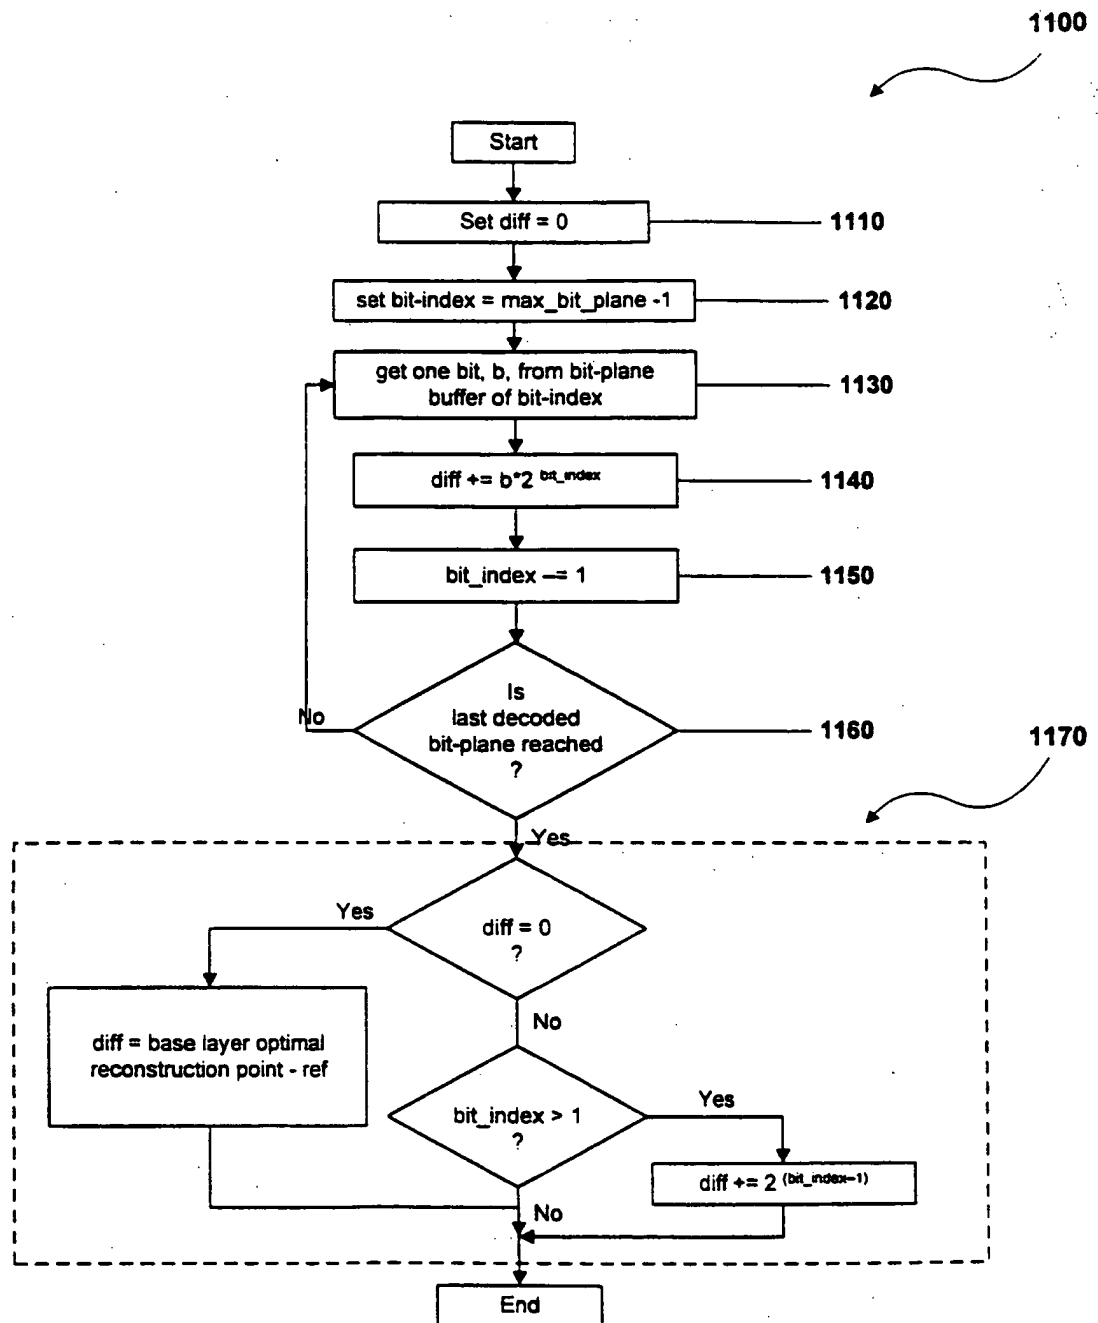 1100
Start
Set diff = 0
1110
set bit-index = max_bit_plane -1
1120
get one bit, b, from bit-plane
buffer of bit-index
1130
diff += b*2 bit_index
1140
bit_index -= 1
1150
Is
last decoded
bit-plane reached
?
No
1160
1170
Yes
diff = 0
?
Yes
No
diff = base layer optimal
reconstruction point - ref
bit_index > 1
?
Yes
No
diff += 2 (bit_index-1)
End